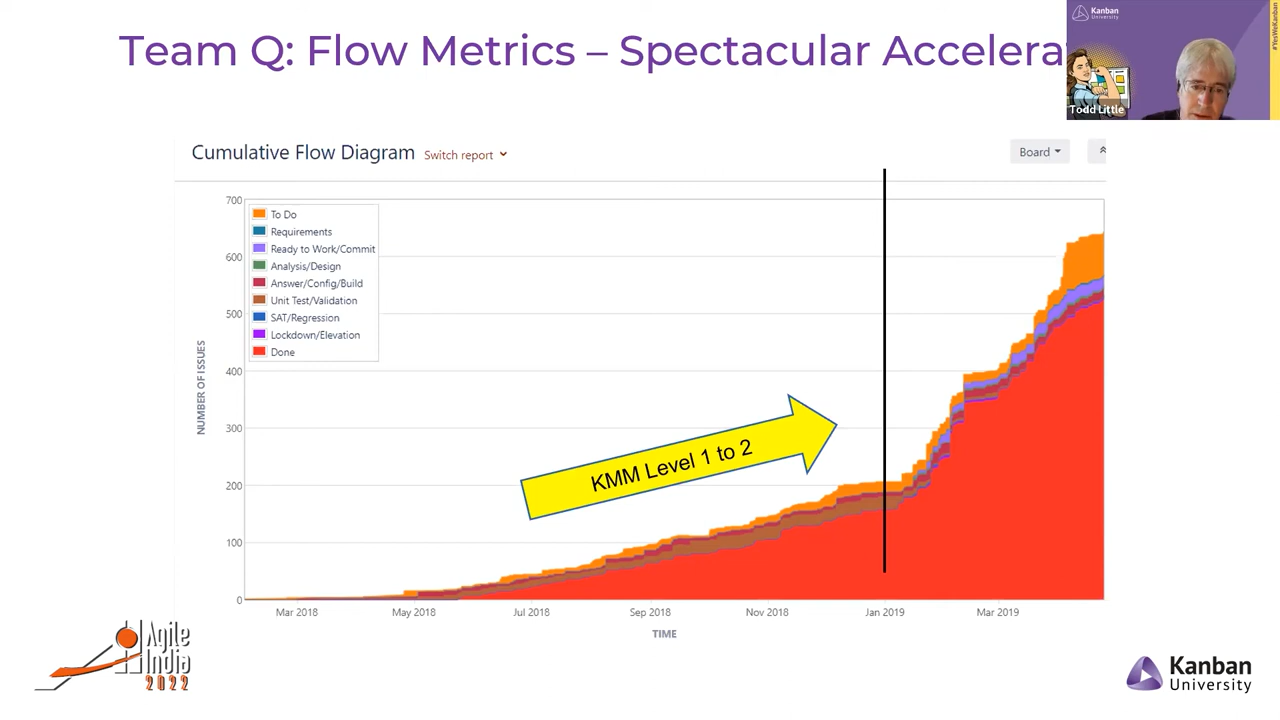 Team Q: Flow Metrics – Spectacular Accelera
Kanban
University
Todd Little
#YesWeKanban
Cumulative Flow Diagram
Switch report
Board
700
600
500
400
300
200
100
0
NUMBER OF ISSUES
To Do
Requirements
Ready to Work/Commit
Analysis/Design
Answer/Config/Build
Unit Test/Validation
SAT/Regression
Lockdown/Elevation
Done
KMM Level 1 to 2
Mar 2018
May 2018
Jul 2018
Sep 2018
Nov 2018
Jan 2019
Mar 2019
TIME
Agile
India
2022
Kanban
University